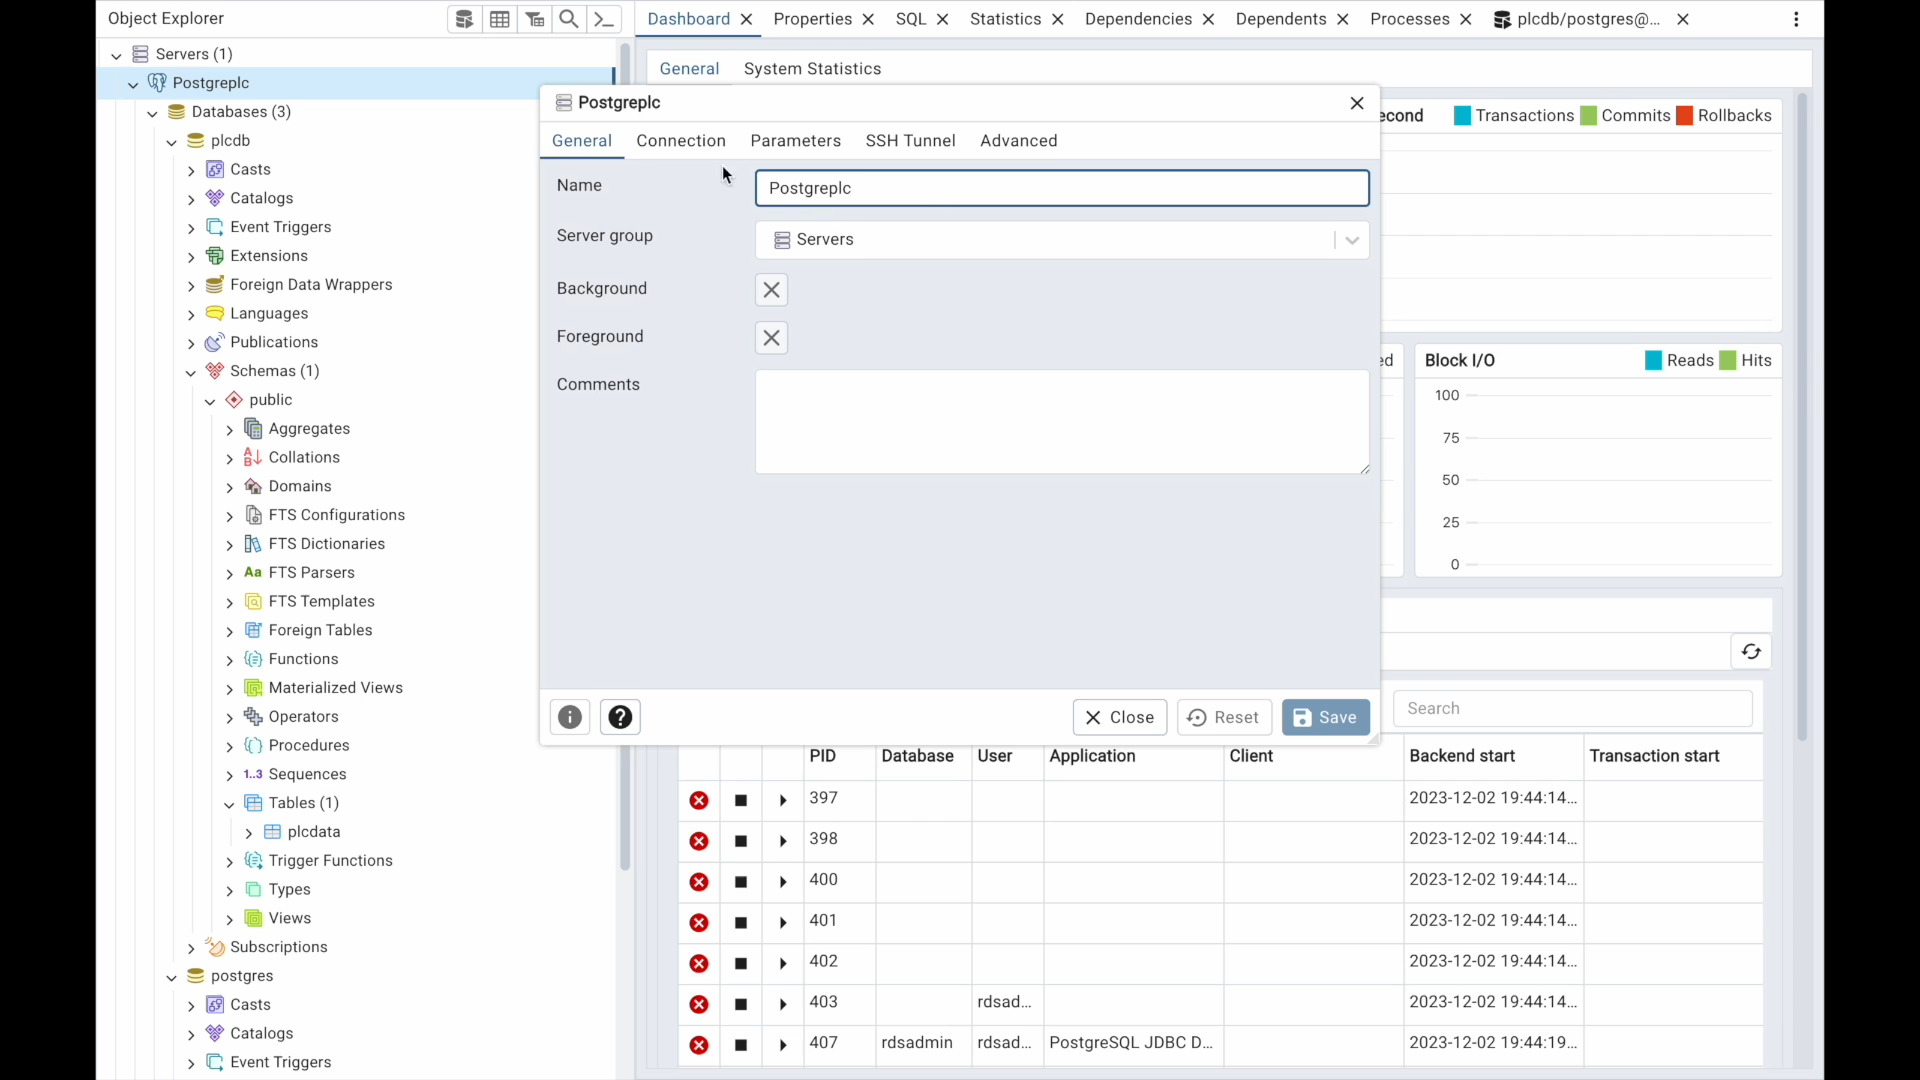 Object Explorer
Servers (1)
Postgreplc
Databases (3)
plcdb
Casts
Catalogs
Event Triggers
Extensions
Foreign Data Wrappers
Languages
Publications
Schemas (1)
public
Aggregates
Collations
Domains
FTS Configurations
FTS Dictionaries
Aa FTS Parsers
FTS Templates
Foreign Tables
Functions
Materialized Views
Operators
Procedures
1..3 Sequences
Tables (1)
plcdata
Trigger Functions
Types
Views
Subscriptions
postgres
Casts
Catalogs
Event Triggers
Dashboard Properties SQL Statistics Dependencies Dependents Processes plcdb/postgres@...
General System Statistics
Postgreplc
General Connection Parameters SSH Tunnel Advanced
Name Postgreplc
Server group Servers
Background
Foreground
Comments
Close Reset Save
econd Transactions Commits Rollbacks
ed
Block I/O Reads Hits
100
75
50
25
0
Search
PID Database User Application Client Backend start Transaction start
397 2023-12-02 19:44:14...
398 2023-12-02 19:44:14...
400 2023-12-02 19:44:14...
401 2023-12-02 19:44:14...
402 2023-12-02 19:44:14...
403 rdsad... 2023-12-02 19:44:14...
407 rdsadmin rdsad... PostgreSQL JDBC D... 2023-12-02 19:44:19...